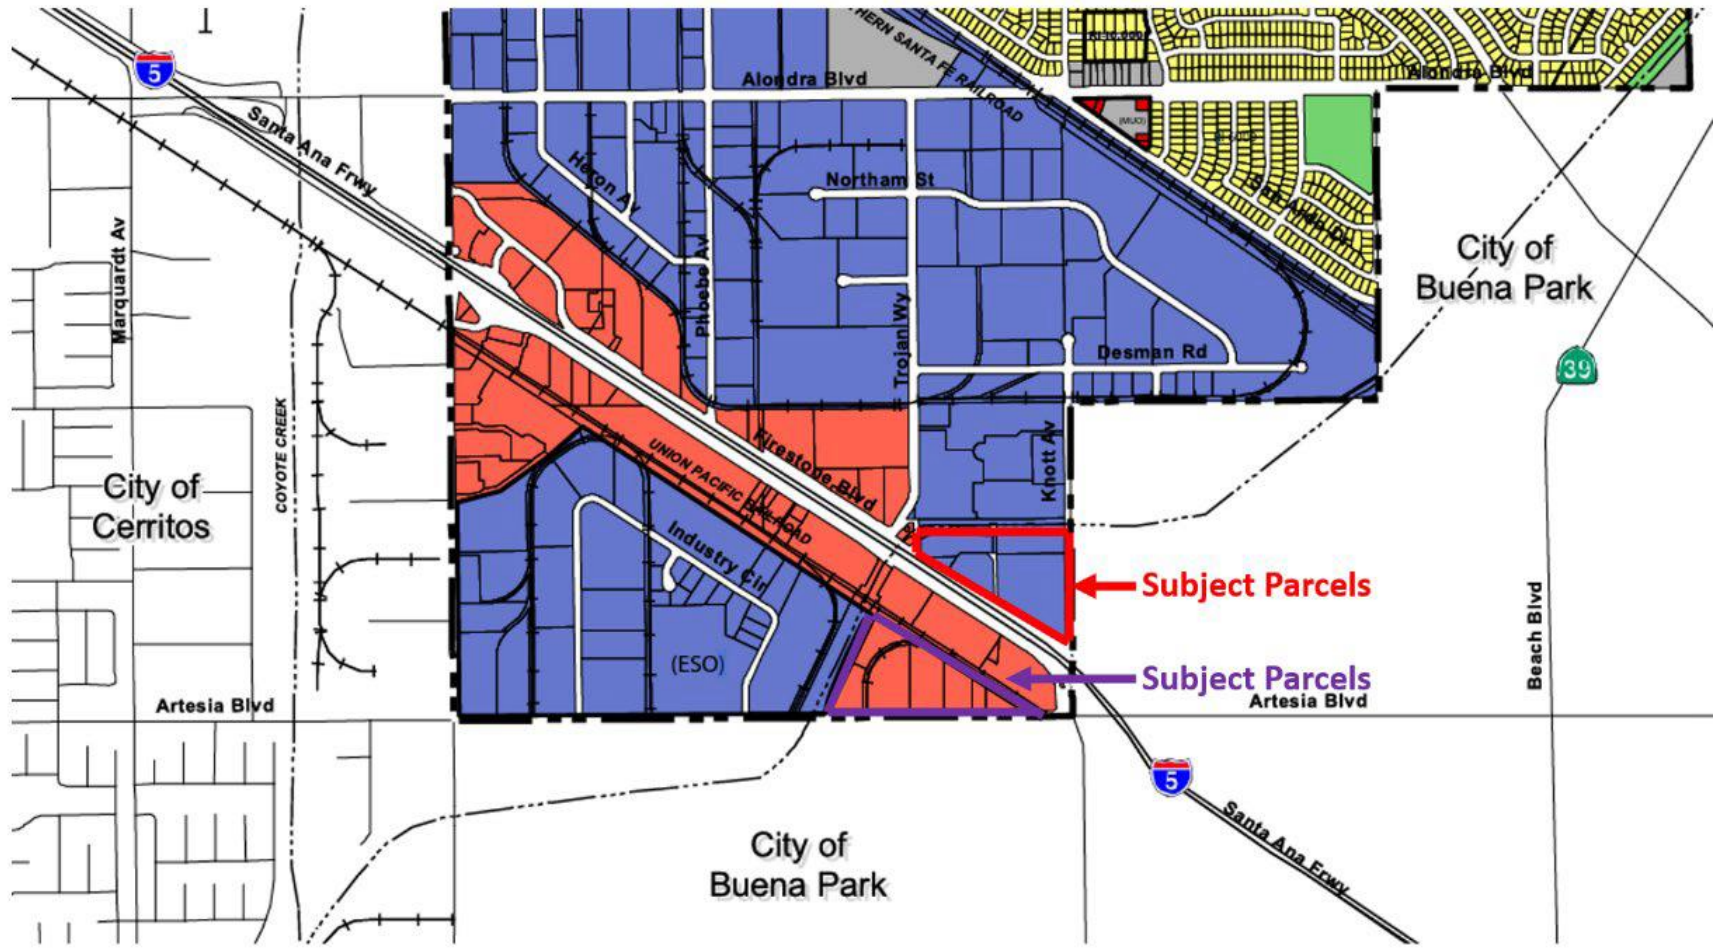 5
Santa Ana Frwy
Marquardt Av
COYOTE CREEK
City of
Cerritos
Artesia Blvd
Alondra Blvd
THERN SANTA FE RAILROAD
Alondra Blvd
(MUO)
Heron Av
Phoebe Av
Northam St
Trojan Wy
Desman Rd
Knott Av
City of
Buena Park
39
Beach Blvd
Firestone Blvd
UNION PACIFIC RAILROAD
Industry Cir
(ESO)
Subject Parcels
Subject Parcels
Artesia Blvd
5
Santa Ana Frwy
City of
Buena Park